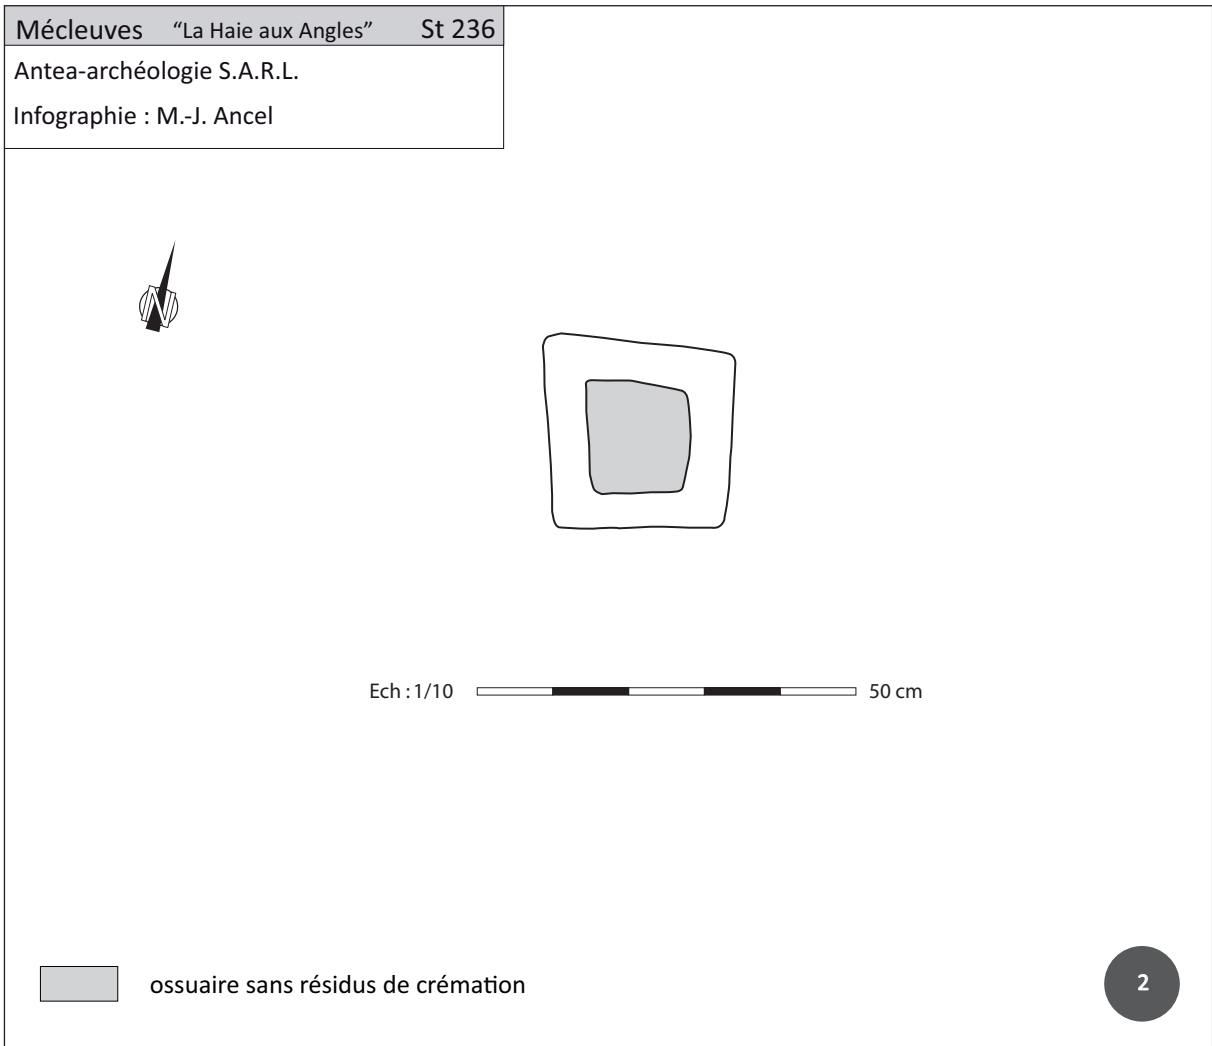 Mécleuves “La Haie aux Angles” St 236
Antea-archéologie S.A.R.L.
Infographie : M.-J. Ancel
N
Ech : 1/10 50 cm
ossuaire sans résidus de crémation
2